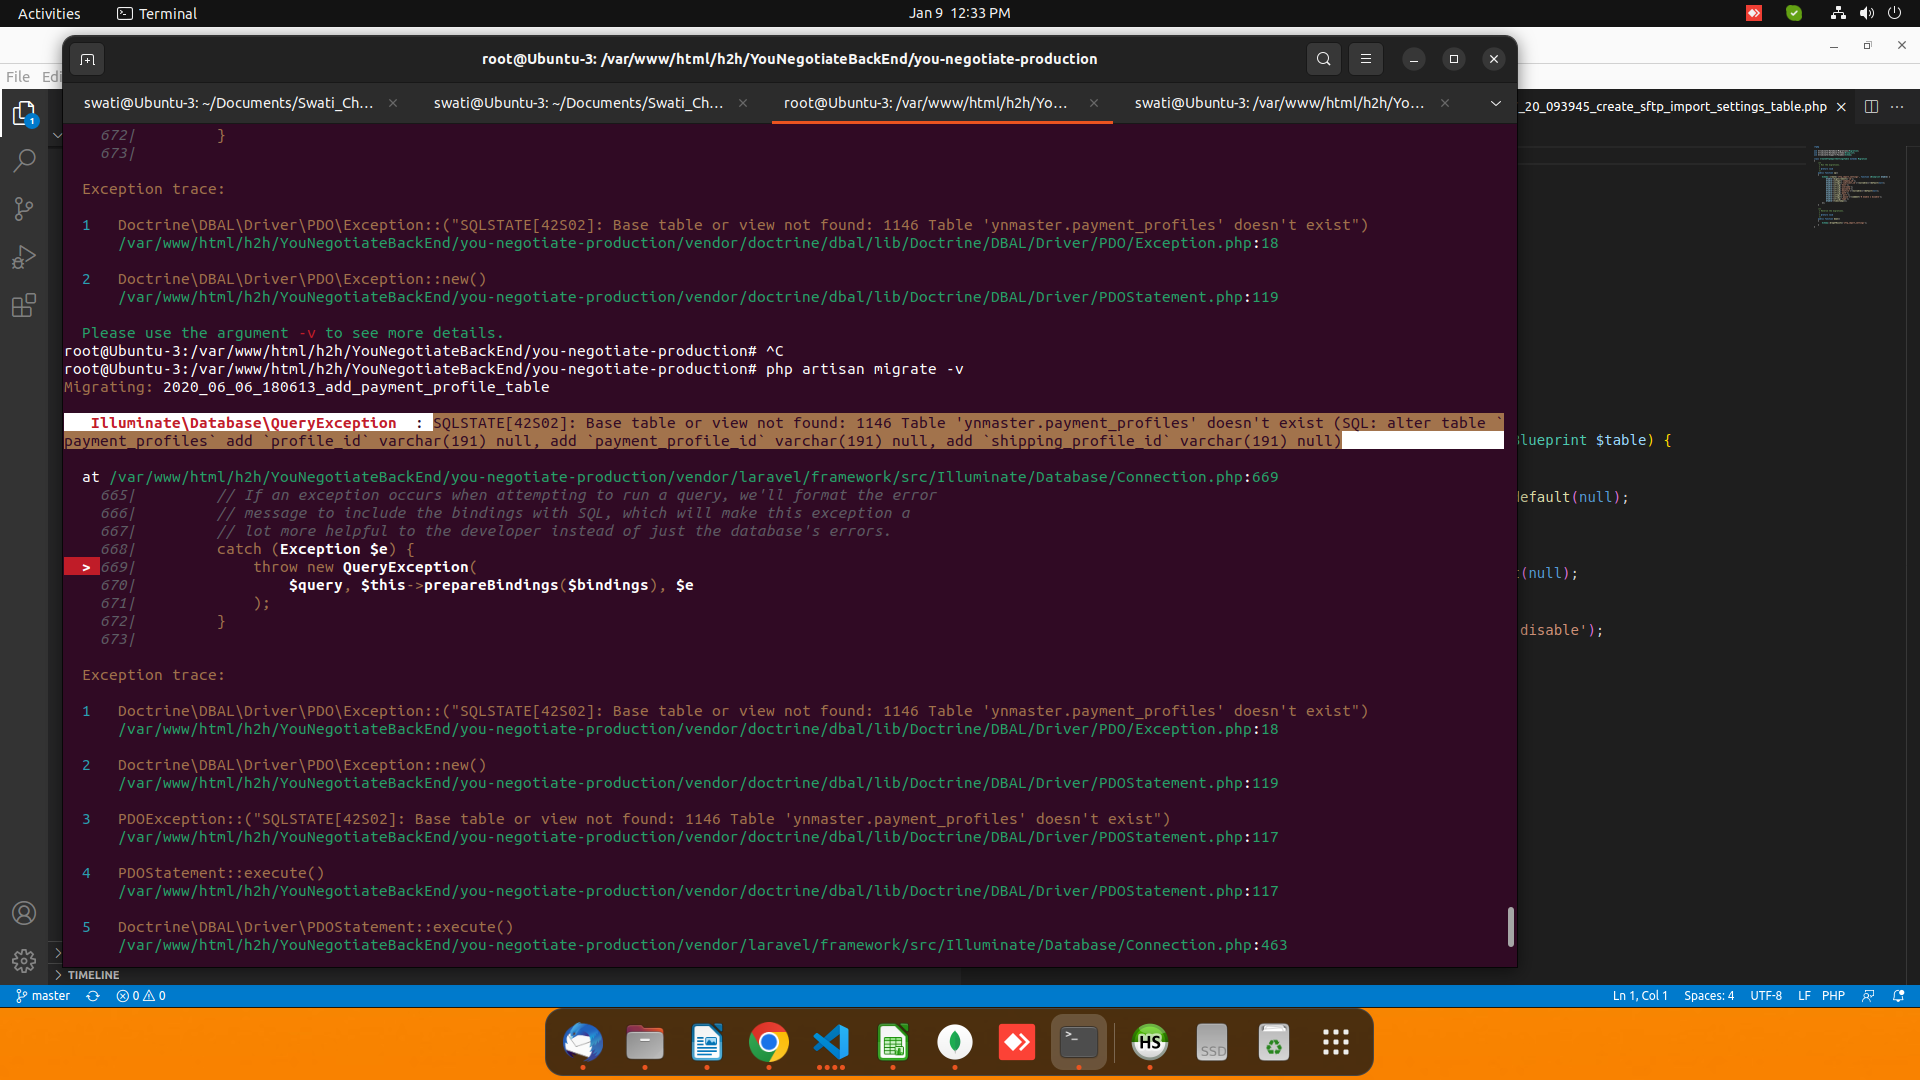 Activities
Terminal
Jan 9  12:33 PM
root@Ubuntu-3: /var/www/html/h2h/YouNegotiateBackEnd/you-negotiate-production
File
Edi
swati@Ubuntu-3: ~/Documents/Swati_Ch…
swati@Ubuntu-3: ~/Documents/Swati_Ch…
root@Ubuntu-3: /var/www/html/h2h/Yo…
swati@Ubuntu-3: /var/www/html/h2h/Yo…
_20_093945_create_sftp_import_settings_table.php
1
672|         }
673|
Exception trace:
1   Doctrine\DBAL\Driver\PDO\Exception::("SQLSTATE[42S02]: Base table or view not found: 1146 Table 'ynmaster.payment_profiles' doesn't exist")
/var/www/html/h2h/YouNegotiateBackEnd/you-negotiate-production/vendor/doctrine/dbal/lib/Doctrine/DBAL/Driver/PDO/Exception.php:18
2   Doctrine\DBAL\Driver\PDO\Exception::new()
/var/www/html/h2h/YouNegotiateBackEnd/you-negotiate-production/vendor/doctrine/dbal/lib/Doctrine/DBAL/Driver/PDOStatement.php:119
Please use the argument -v to see more details.
root@Ubuntu-3:/var/www/html/h2h/YouNegotiateBackEnd/you-negotiate-production# ^C
root@Ubuntu-3:/var/www/html/h2h/YouNegotiateBackEnd/you-negotiate-production# php artisan migrate -v
Migrating: 2020_06_06_180613_add_payment_profile_table
Illuminate\Database\QueryException  : SQLSTATE[42S02]: Base table or view not found: 1146 Table 'ynmaster.payment_profiles' doesn't exist (SQL: alter table `
payment_profiles` add `profile_id` varchar(191) null, add `payment_profile_id` varchar(191) null, add `shipping_profile_id` varchar(191) null)
lueprint $table) {
at /var/www/html/h2h/YouNegotiateBackEnd/you-negotiate-production/vendor/laravel/framework/src/Illuminate/Database/Connection.php:669
665|         // If an exception occurs when attempting to run a query, we'll format the error
efault(null);
666|         // message to include the bindings with SQL, which will make this exception a
667|         // lot more helpful to the developer instead of just the database's errors.
668|         catch (Exception $e) {
> 669|             throw new QueryException(
(null);
670|                 $query, $this->prepareBindings($bindings), $e
671|             );
672|         }
disable');
673|
Exception trace:
1   Doctrine\DBAL\Driver\PDO\Exception::("SQLSTATE[42S02]: Base table or view not found: 1146 Table 'ynmaster.payment_profiles' doesn't exist")
/var/www/html/h2h/YouNegotiateBackEnd/you-negotiate-production/vendor/doctrine/dbal/lib/Doctrine/DBAL/Driver/PDO/Exception.php:18
2   Doctrine\DBAL\Driver\PDO\Exception::new()
/var/www/html/h2h/YouNegotiateBackEnd/you-negotiate-production/vendor/doctrine/dbal/lib/Doctrine/DBAL/Driver/PDOStatement.php:119
3   PDOException::("SQLSTATE[42S02]: Base table or view not found: 1146 Table 'ynmaster.payment_profiles' doesn't exist")
/var/www/html/h2h/YouNegotiateBackEnd/you-negotiate-production/vendor/doctrine/dbal/lib/Doctrine/DBAL/Driver/PDOStatement.php:117
4   PDOStatement::execute()
/var/www/html/h2h/YouNegotiateBackEnd/you-negotiate-production/vendor/doctrine/dbal/lib/Doctrine/DBAL/Driver/PDOStatement.php:117
5   Doctrine\DBAL\Driver\PDOStatement::execute()
/var/www/html/h2h/YouNegotiateBackEnd/you-negotiate-production/vendor/laravel/framework/src/Illuminate/Database/Connection.php:463
TIMELINE
master
0
0
Ln 1, Col 1
Spaces: 4
UTF-8
LF
PHP
HS
SSD